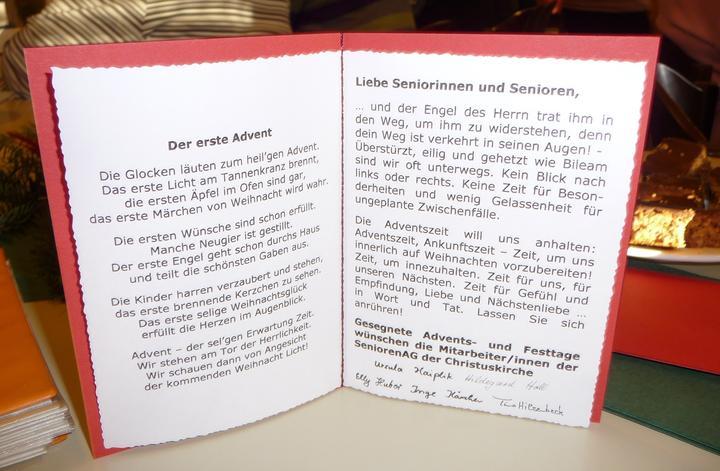 Der erste Advent
Die Glocken läuten zum heil'gen Advent.
Das erste Licht am Tannenkranz brennt,
die ersten Äpfel im Ofen sind gar,
das erste Märchen von Weihnacht wird wahr.
Die ersten Wünsche sind schon erfüllt.
Manche Neugier ist gestillt.
Der erste Engel geht schon durchs Haus
und teilt die schönsten Gaben aus.
Die Kinder harren verzaubert und stehen,
das erste brennende Kerzchen zu sehen.
Das erste selige Weihnachtsglück
erfüllt die Herzen im Augenblick.
Advent – der sel'gen Erwartung Zeit.
Wir stehen am Tor der Herrlichkeit.
Wir schauen dann von Angesicht
der kommenden Weihnacht Licht!
Liebe Seniorinnen und Senioren,
... und der Engel des Herrn trat ihm in
den Weg, um ihm zu widerstehen, denn
dein Weg ist verkehrt in seinen Augen! -
Überstürzt, eilig und gehetzt wie Bileam
sind wir oft unterwegs. Kein Blick nach
links oder rechts. Keine Zeit für Beson-
derheiten und wenig Gelassenheit für
ungeplante Zwischenfälle.
Die Adventszeit will uns anhalten:
Adventszeit, Ankunftszeit – Zeit, um uns
innerlich auf Weihnachten vorzubereiten!
Zeit, um innezuhalten. Zeit für uns, für
unseren Nächsten. Zeit für Gefühl und
Empfindung, Liebe und Nächstenliebe ...
in Wort und Tat. Lassen Sie sich
anrühren!
Gesegnete Advents- und Festtage
wünschen die Mitarbeiter/innen der
SeniorenAG der Christuskirche
Ursula Hildegard
Elly Huber Inge